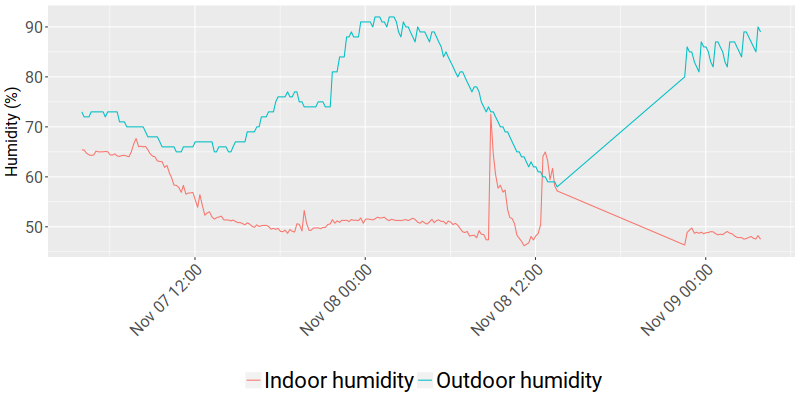 Humidity (%)
90
80
70
60
50
Nov 07 12:00
Nov 08 00:00
Nov 08 12:00
Nov 09 00:00
Indoor humidity
Outdoor humidity